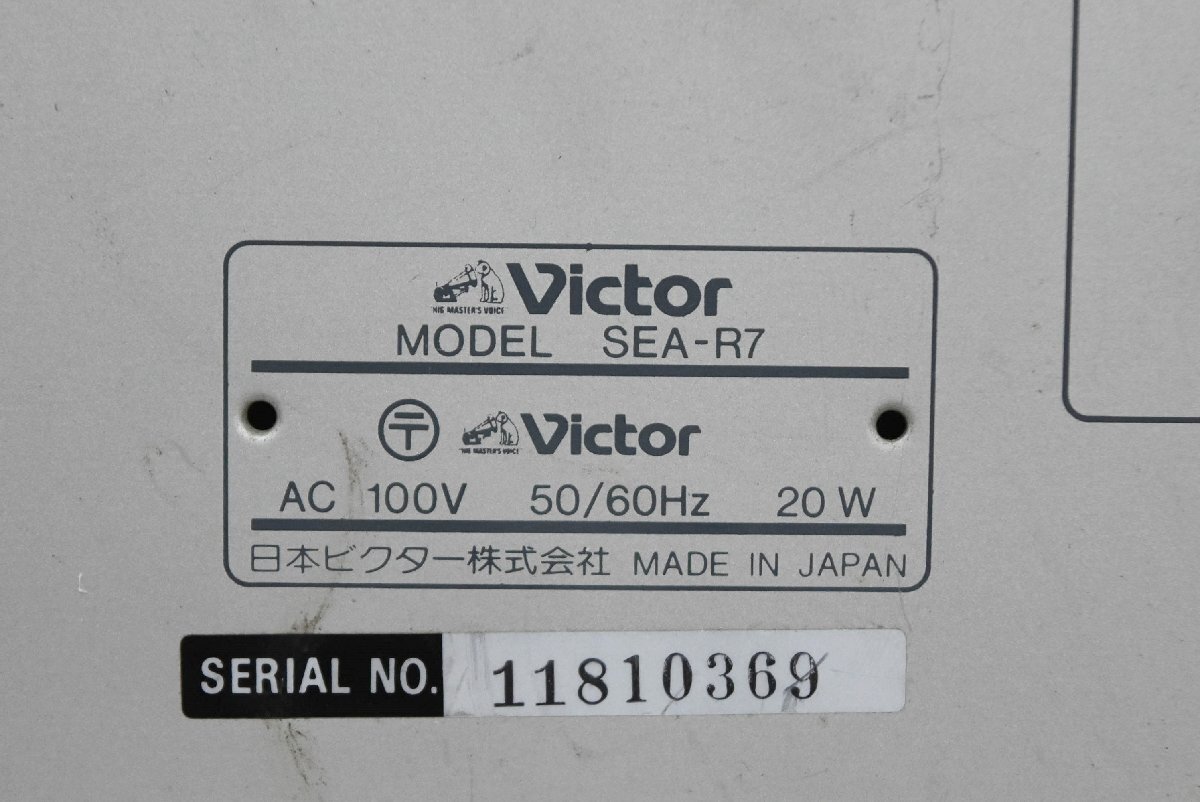 Victor
"HIS MASTER'S VOICE"
MODEL SEA-R7
〒 Victor
"HIS MASTER'S VOICE"
AC 100V 50/60Hz 20W
日本ビクター株式会社 MADE IN JAPAN
SERIAL NO. 11810369